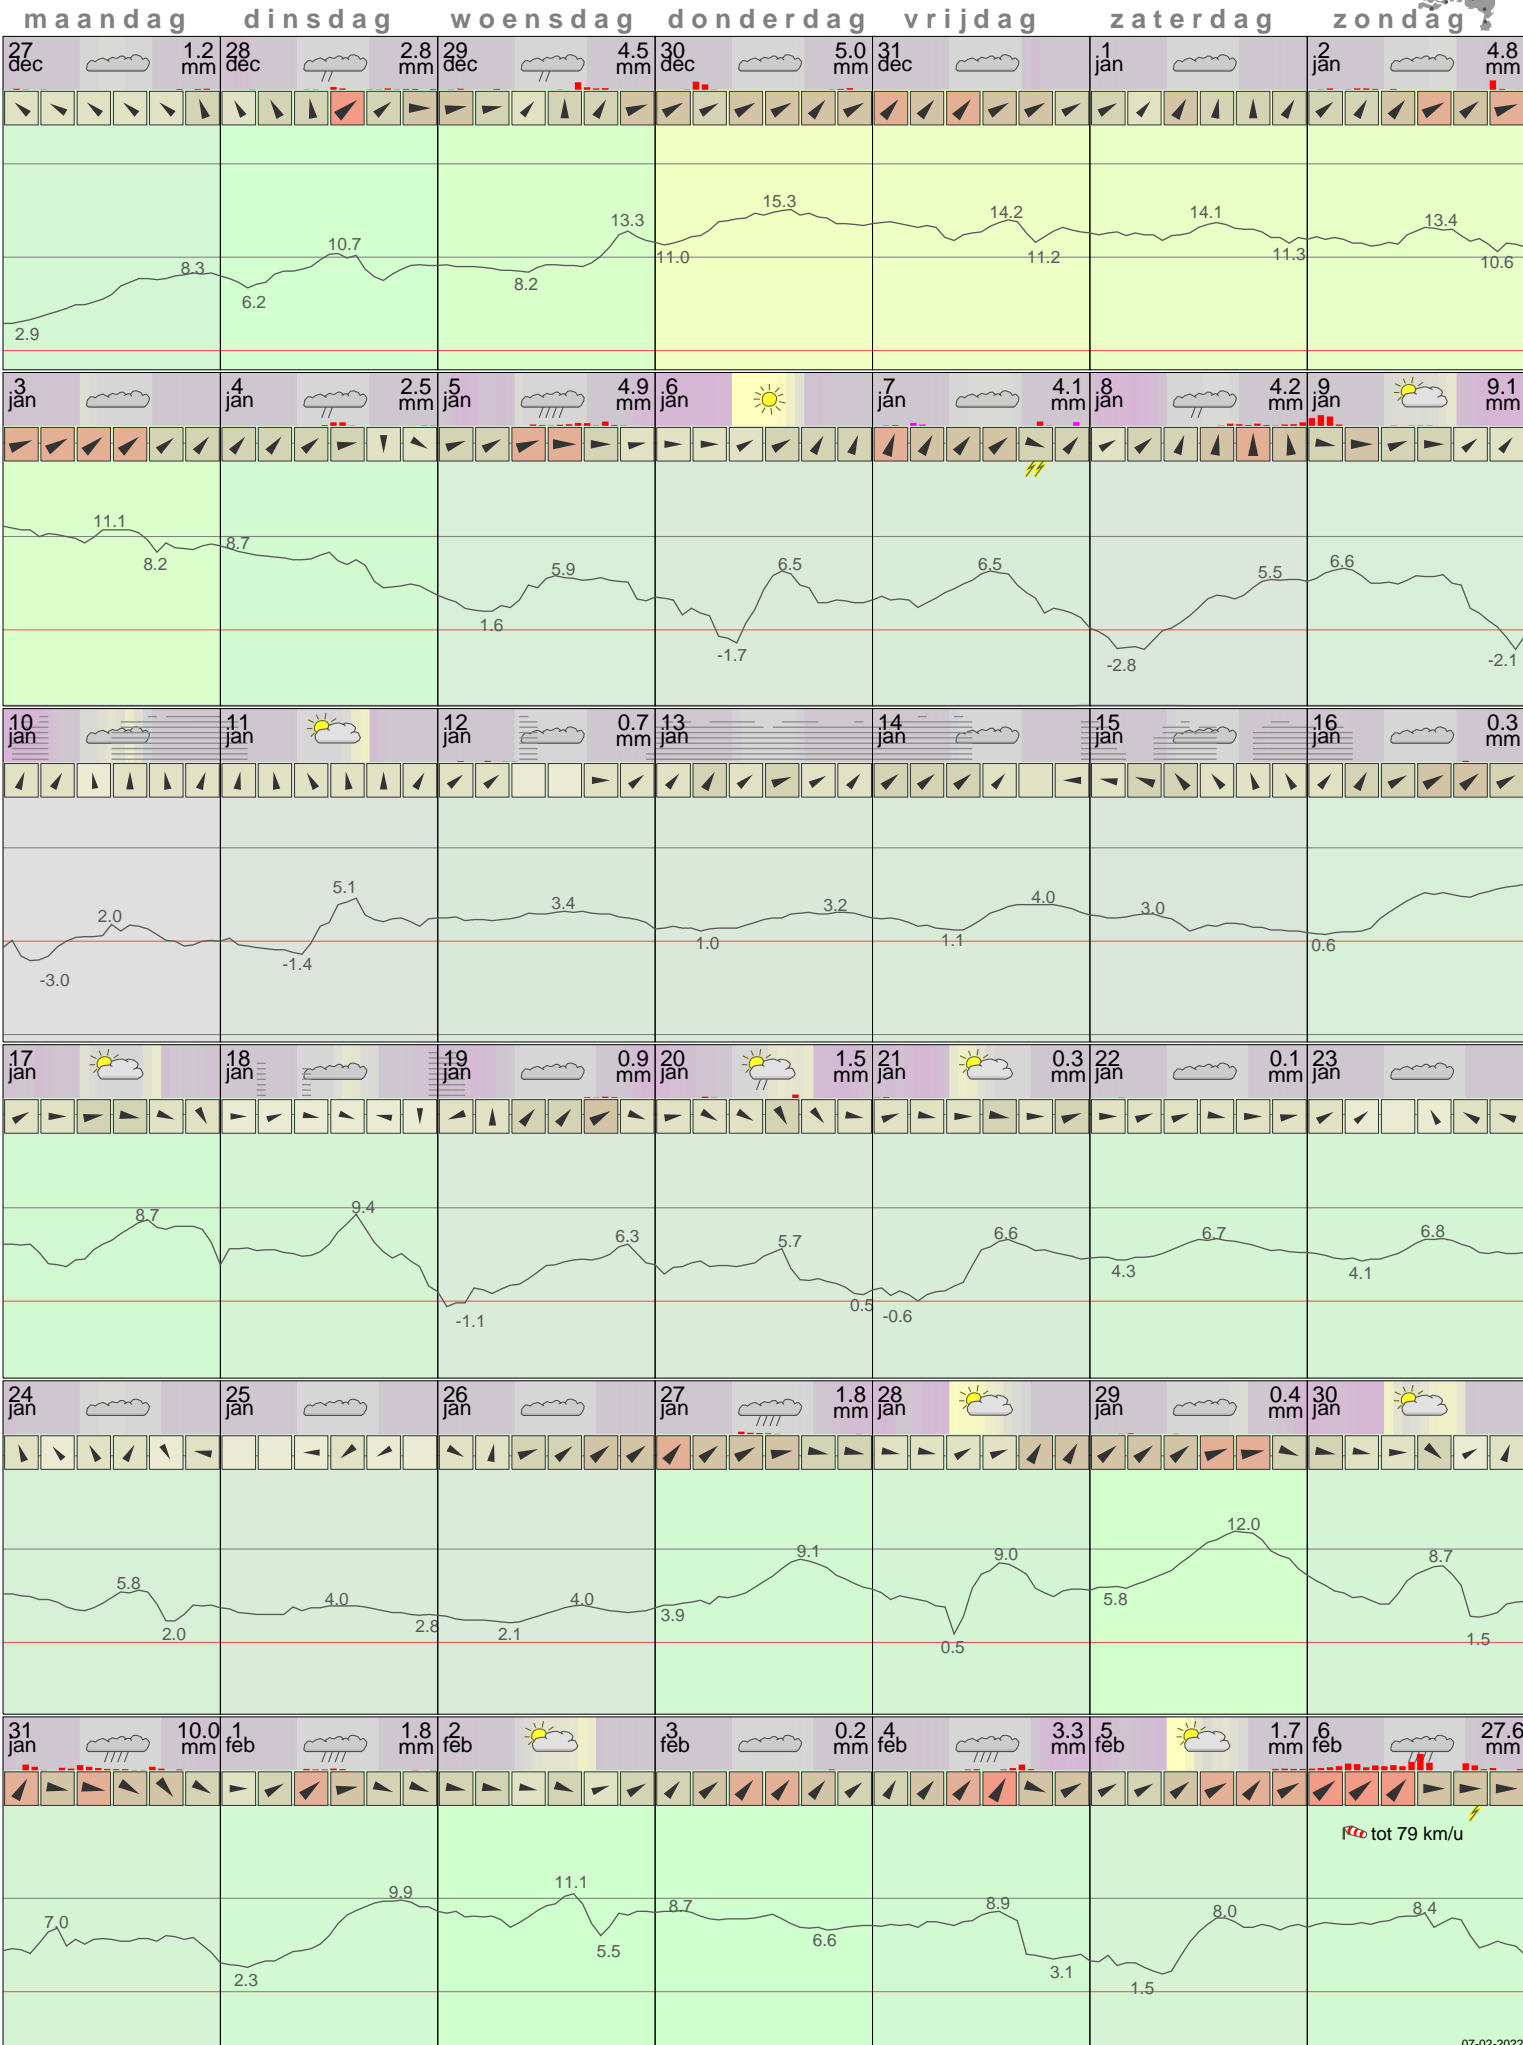 maandag dinsdag woensdag donderdag vrijdag zaterdag zondag
27 dec 1.2 mm 28 dec 2.8 mm 29 dec 4.5 mm 30 dec 5.0 mm 31 dec 1 jan 2 jan 4.8 mm
15.3
14.2 14.1
13.3 13.4
10.7
8.3 11.0 11.2 11.3 10.6
6.2 8.2
2.9
3 jan 4 jan 2.5 mm 5 jan 4.9 mm 6 jan 7 jan 4.1 mm 8 jan 4.2 mm 9 jan 9.1 mm
11.1
8.2 8.7
5.9 6.5 6.5 5.5 6.6
1.6
-1.7 -2.8 -2.1
10 jan 11 jan 12 jan 0.7 mm 13 jan 14 jan 15 jan 16 jan 0.3 mm
2.0 5.1 3.4 3.2 4.0 3.0
-3.0 -1.4 1.0 1.1 0.6
17 jan 18 jan 19 jan 0.9 mm 20 jan 1.5 mm 21 jan 0.3 mm 22 jan 0.1 mm 23 jan
8.7 9.4 6.3 5.7 6.6 6.7 6.8
-1.1 0.5 -0.6 4.3 4.1
24 jan 25 jan 26 jan 27 jan 1.8 mm 28 jan 29 jan 0.4 mm 30 jan
12.0
5.8 4.0 4.0 9.1 9.0 8.7
2.0 2.8 2.1 3.9 0.5 5.8 1.5
31 jan 10.0 mm 1 feb 1.8 mm 2 feb 3 feb 0.2 mm 4 feb 3.3 mm 5 feb 1.7 mm 6 feb 27.6 mm
tot 79 km/u
7.0 9.9 11.1 8.7 8.9 8.0 8.4
2.3 5.5 6.6 3.1 1.5
07-02-2022